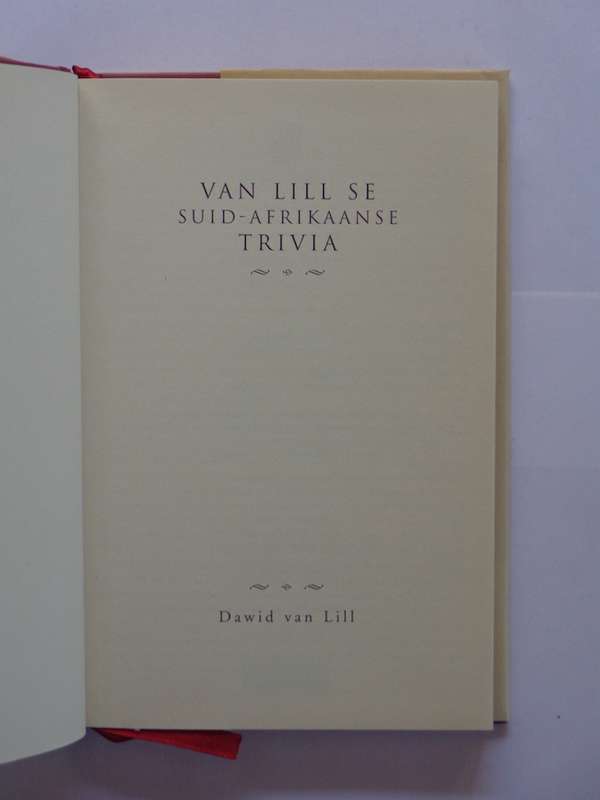 VAN LILL SE
SUID-AFRIKAANSE
TRIVIA
Dawid van Lill